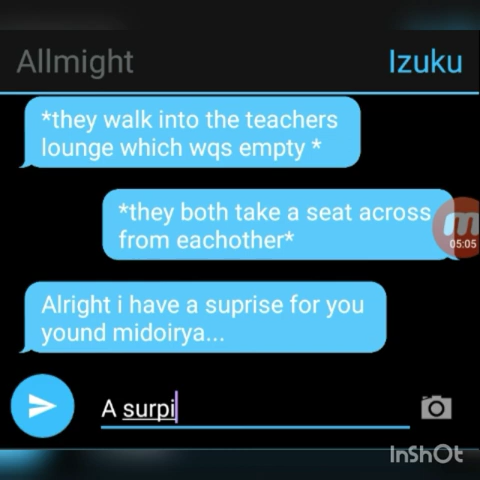 Allmight Izuku
*they walk into the teachers
lounge which wqs empty *
*they both take a seat across
from eachother*
05:05
Alright i have a suprise for you
yound midoirya...
A surpi
InShOt